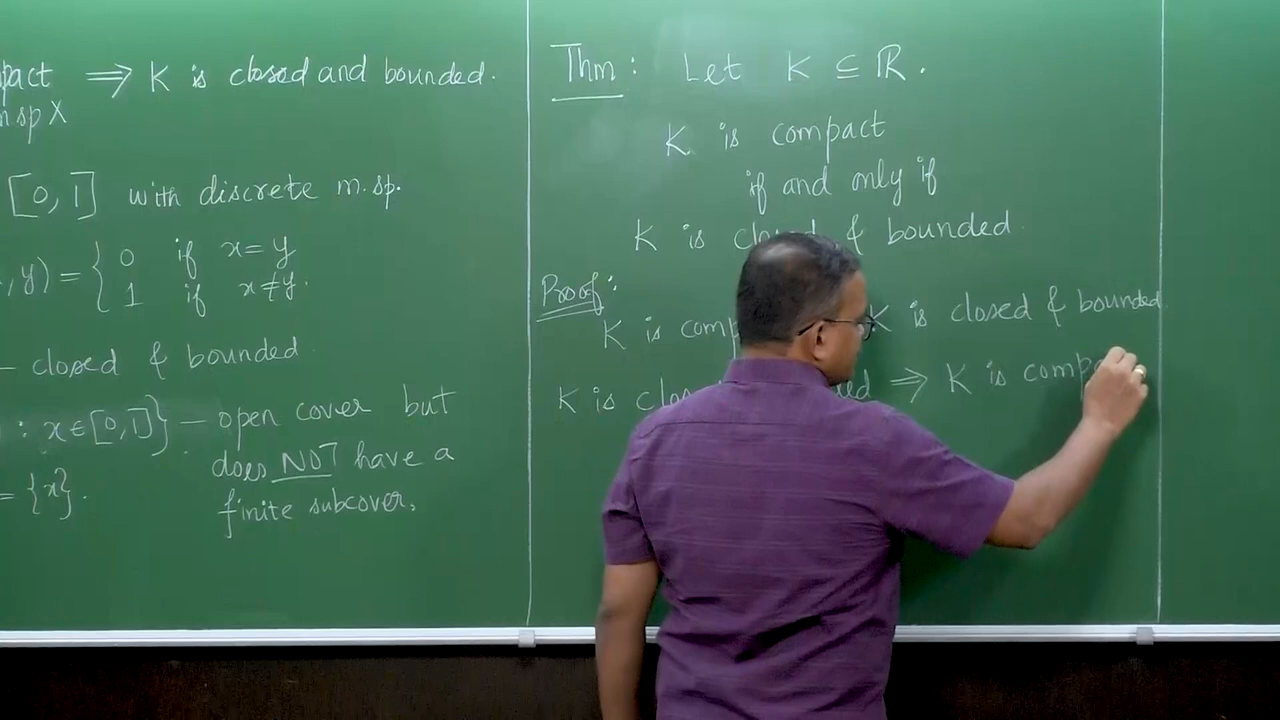 pact ⟹ K is closed and bounded.
m sp X
[0,1] with discrete m.sp.
, y) = { 0 if x = y
1 if x ≠ y.
— closed & bounded
: x ∈ [0,1]} — open cover but
does NOT have a
= {x}.
finite subcover.
Thm: Let K ⊆ ℝ.
K is compact
if and only if
K is & bounded.
Proof:
K is comp K is closed & bounded
K is clo ed ⟹ K is comp